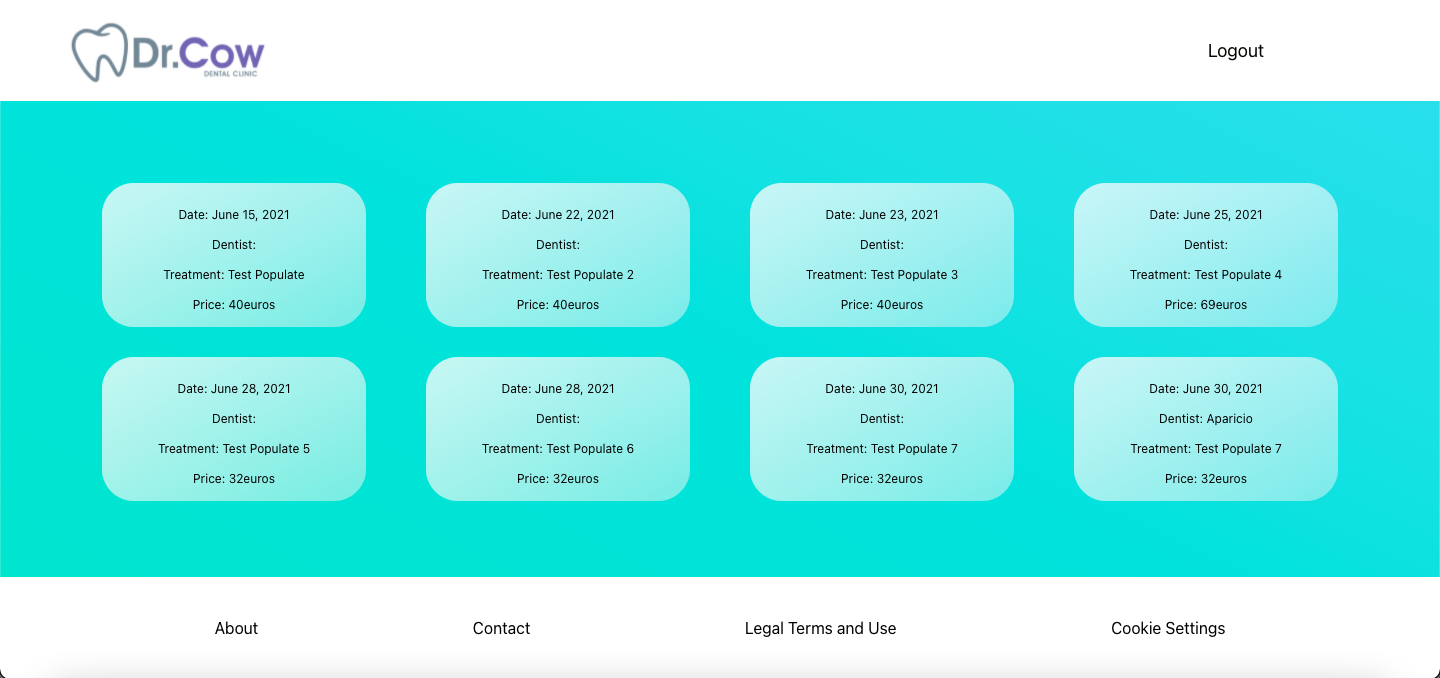 Dr.Cow
DENTAL CLINIC
Logout
Date: June 15, 2021
Dentist:
Treatment: Test Populate
Price: 40euros
Date: June 22, 2021
Dentist:
Treatment: Test Populate 2
Price: 40euros
Date: June 23, 2021
Dentist:
Treatment: Test Populate 3
Price: 40euros
Date: June 25, 2021
Dentist:
Treatment: Test Populate 4
Price: 69euros
Date: June 28, 2021
Dentist:
Treatment: Test Populate 5
Price: 32euros
Date: June 28, 2021
Dentist:
Treatment: Test Populate 6
Price: 32euros
Date: June 30, 2021
Dentist:
Treatment: Test Populate 7
Price: 32euros
Date: June 30, 2021
Dentist: Aparicio
Treatment: Test Populate 7
Price: 32euros
About
Contact
Legal Terms and Use
Cookie Settings